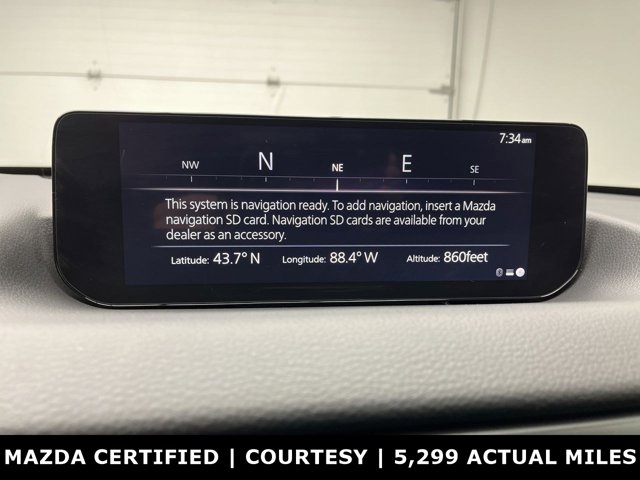 7:34am
NW N NE E SE
This system is navigation ready. To add navigation, insert a Mazda
navigation SD card. Navigation SD cards are available from your
dealer as an accessory.
Latitude: 43.7° N Longitude: 88.4° W Altitude: 860feet
MAZDA CERTIFIED | COURTESY | 5,299 ACTUAL MILES